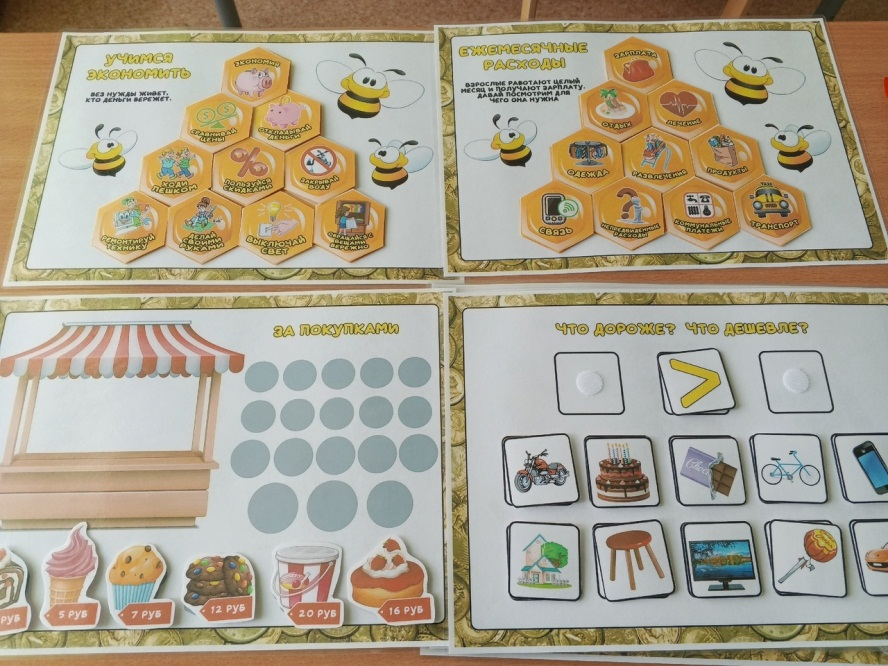 УЧИМСЯ
ЭКОНОМИТЬ
БЕЗ НУЖДЫ ЖИВЕТ,
КТО ДЕНЬГИ БЕРЕЖЕТ.
ЭКОНОМИЯ
СРАВНИВАЙ
ЦЕНЫ
ОТКЛАДЫВАЙ
ДЕНЬГИ
ХОДИ
ПЕШКОМ
ПОЛЬЗУЙСЯ
СКИДКАМИ
ЗАКРЫВАЙ
ВОДУ
РЕМОНТИРУЙ
ТЕХНИКУ
ДЕЛАЙ
СВОИМИ
РУКАМИ
ВЫКЛЮЧАЙ
СВЕТ
ОБРАЩАЙСЯ С
ВЕЩАМИ
БЕРЕЖНО
ЕЖЕМЕСЯЧНЫЕ
РАСХОДЫ
ВЗРОСЛЫЕ РАБОТАЮТ ЦЕЛЫЙ
МЕСЯЦ И ПОЛУЧАЮТ ЗАРПЛАТУ.
ДАВАЙ ПОСМОТРИМ ДЛЯ
ЧЕГО ОНА НУЖНА
ЗАРПЛАТА
ОТДЫХ
ЛЕЧЕНИЕ
ОДЕЖДА
РАЗВЛЕЧЕНИЯ
ПРОДУКТЫ
СВЯЗЬ
НЕПРЕДВИДЕННЫЕ
РАСХОДЫ
КОММУНАЛЬНЫЕ
ПЛАТЕЖИ
TAXI
ТРАНСПОРТ
ЗА ПОКУПКАМИ
РУБ
5 РУБ
7 РУБ
12 РУБ
20 РУБ
16 РУБ
ЧТО ДОРОЖЕ? ЧТО ДЕШЕВЛЕ?
>